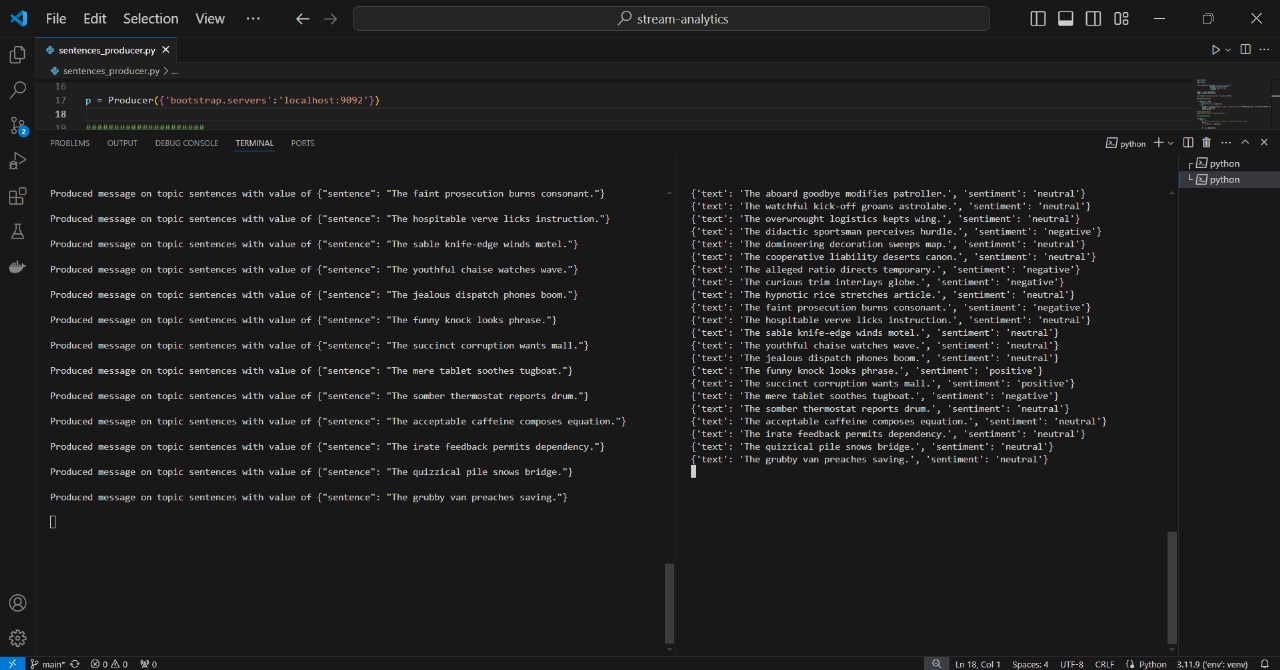 File Edit Selection View ··· stream-analytics
sentences_producer.py
sentences_producer.py > ...
16
17 p = Producer({'bootstrap.servers':'localhost:9092'})
18
19 #####################
PROBLEMS OUTPUT DEBUG CONSOLE TERMINAL PORTS python
Produced message on topic sentences with value of {"sentence": "The faint prosecution burns consonant."}
Produced message on topic sentences with value of {"sentence": "The hospitable verve licks instruction."}
Produced message on topic sentences with value of {"sentence": "The sable knife-edge winds motel."}
Produced message on topic sentences with value of {"sentence": "The youthful chaise watches wave."}
Produced message on topic sentences with value of {"sentence": "The jealous dispatch phones boom."}
Produced message on topic sentences with value of {"sentence": "The funny knock looks phrase."}
Produced message on topic sentences with value of {"sentence": "The succinct corruption wants mall."}
Produced message on topic sentences with value of {"sentence": "The mere tablet soothes tugboat."}
Produced message on topic sentences with value of {"sentence": "The somber thermostat reports drum."}
Produced message on topic sentences with value of {"sentence": "The acceptable caffeine composes equation."}
Produced message on topic sentences with value of {"sentence": "The irate feedback permits dependency."}
Produced message on topic sentences with value of {"sentence": "The quizzical pile snows bridge."}
Produced message on topic sentences with value of {"sentence": "The grubby van preaches saving."}
{'text': 'The aboard goodbye modifies patroller.', 'sentiment': 'neutral'}
{'text': 'The watchful kick-off groans astrolabe.', 'sentiment': 'neutral'}
{'text': 'The overwrought logistics kepts wing.', 'sentiment': 'neutral'}
{'text': 'The didactic sportsman perceives hurdle.', 'sentiment': 'negative'}
{'text': 'The domineering decoration sweeps map.', 'sentiment': 'neutral'}
{'text': 'The cooperative liability deserts canon.', 'sentiment': 'neutral'}
{'text': 'The alleged ratio directs temporary.', 'sentiment': 'negative'}
{'text': 'The curious trim interlays globe.', 'sentiment': 'negative'}
{'text': 'The hypnotic rice stretches article.', 'sentiment': 'neutral'}
{'text': 'The faint prosecution burns consonant.', 'sentiment': 'negative'}
{'text': 'The hospitable verve licks instruction.', 'sentiment': 'neutral'}
{'text': 'The sable knife-edge winds motel.', 'sentiment': 'neutral'}
{'text': 'The youthful chaise watches wave.', 'sentiment': 'neutral'}
{'text': 'The jealous dispatch phones boom.', 'sentiment': 'neutral'}
{'text': 'The funny knock looks phrase.', 'sentiment': 'positive'}
{'text': 'The succinct corruption wants mall.', 'sentiment': 'positive'}
{'text': 'The mere tablet soothes tugboat.', 'sentiment': 'negative'}
{'text': 'The somber thermostat reports drum.', 'sentiment': 'neutral'}
{'text': 'The acceptable caffeine composes equation.', 'sentiment': 'neutral'}
{'text': 'The irate feedback permits dependency.', 'sentiment': 'neutral'}
{'text': 'The quizzical pile snows bridge.', 'sentiment': 'neutral'}
{'text': 'The grubby van preaches saving.', 'sentiment': 'neutral'}
python
python
2
main* 0 0 0 Ln 18, Col 1 Spaces: 4 UTF-8 CRLF Python 3.11.9 ('env': venv)